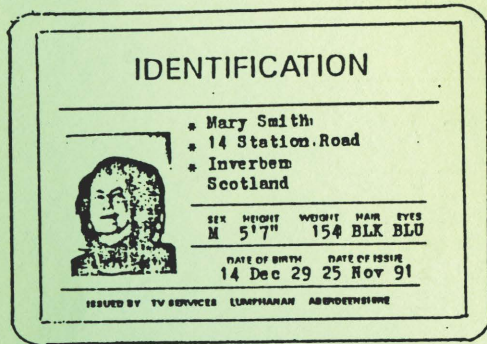 IDENTIFICATION
* Mary Smith
* 14 Station.Road
* Inverbem
Scotland
SEX HEIGHT WEIGHT HAIR EYES
M 5'7" 154 BLK BLU
DATE OF BIRTH DATE OF ISSUE
14 Dec 29 25 Nov 91
ISSUED BY TV SERVICES LUMPHANAN ABERDEENSHIRE